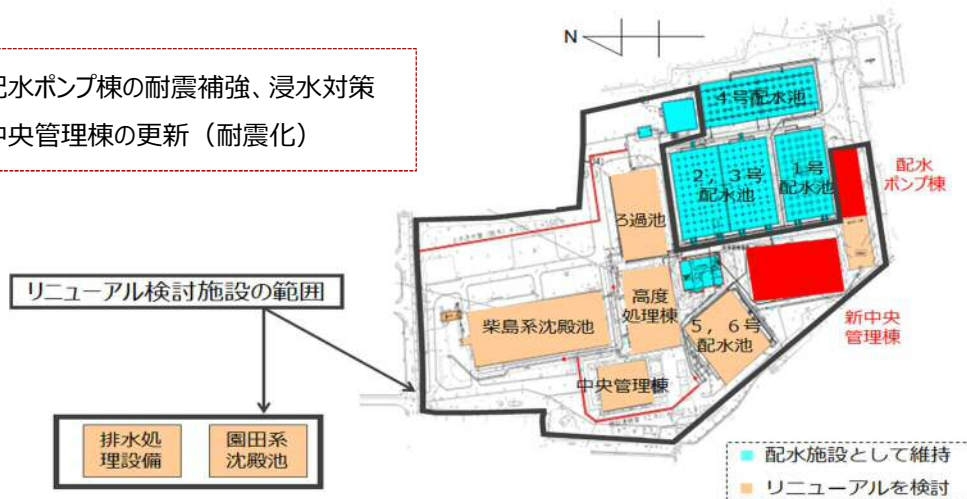 水ポンプ棟の耐震補強、浸水対策
央管理棟の更新（耐震化）
N
4号配水池
2，3号
配水池
1号
配水池
配水
ポンプ棟
ろ過池
リニューアル検討施設の範囲
高度
処理棟
柴島系沈殿池
5，6号
配水池
新中央
管理棟
中央管理棟
排水処
理設備
園田系
沈殿池
配水施設として維持
リニューアルを検討